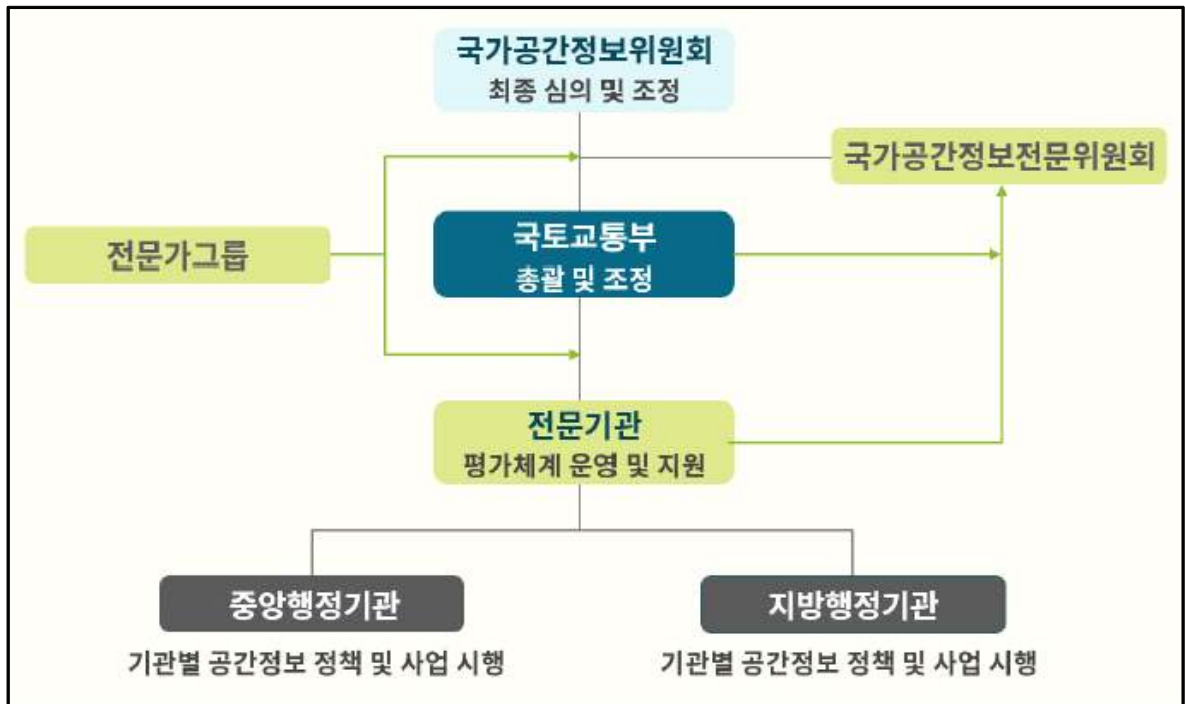 국가공간정보위원회
최종 심의 및 조정
국가공간정보전문위원회
전문가그룹
국토교통부
총괄 및 조정
전문기관
평가체계 운영 및 지원
중앙행정기관
지방행정기관
기관별 공간정보 정책 및 사업 시행
기관별 공간정보 정책 및 사업 시행